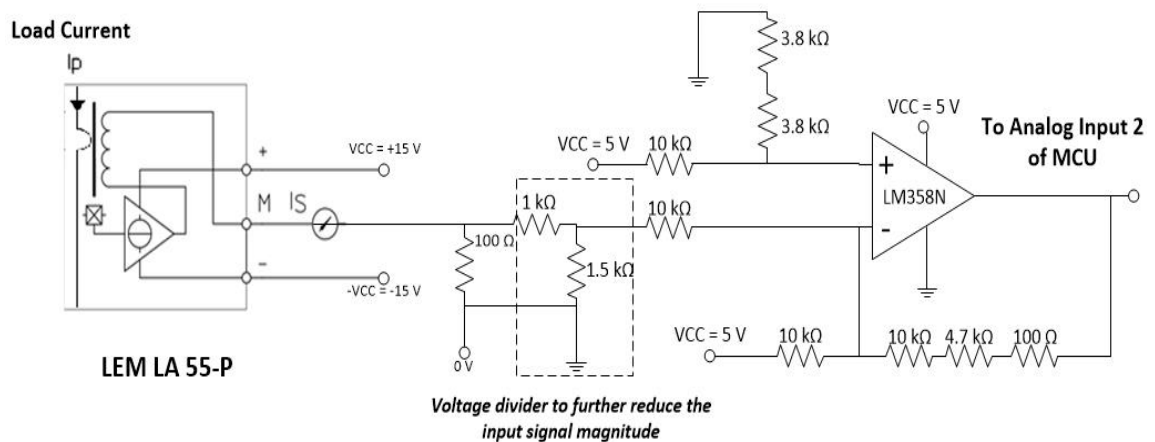 Load Current
Ip
+
M
IS
-
VCC = +15 V
-VCC = -15 V
LEM LA 55-P
100 Ω
0 V
1 kΩ
1.5 kΩ
Voltage divider to further reduce the
input signal magnitude
3.8 kΩ
3.8 kΩ
VCC = 5 V
10 kΩ
10 kΩ
VCC = 5 V
+
LM358N
-
To Analog Input 2
of MCU
VCC = 5 V
10 kΩ
10 kΩ
4.7 kΩ
100 Ω